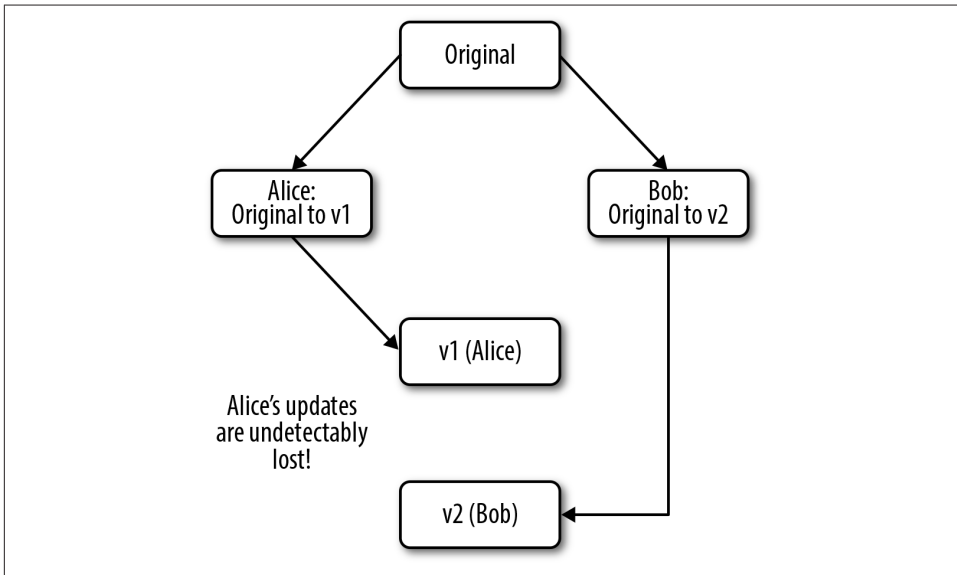 Original
Alice:
Original to v1
Bob:
Original to v2
v1 (Alice)
Alice’s updates
are undetectably
lost!
v2 (Bob)